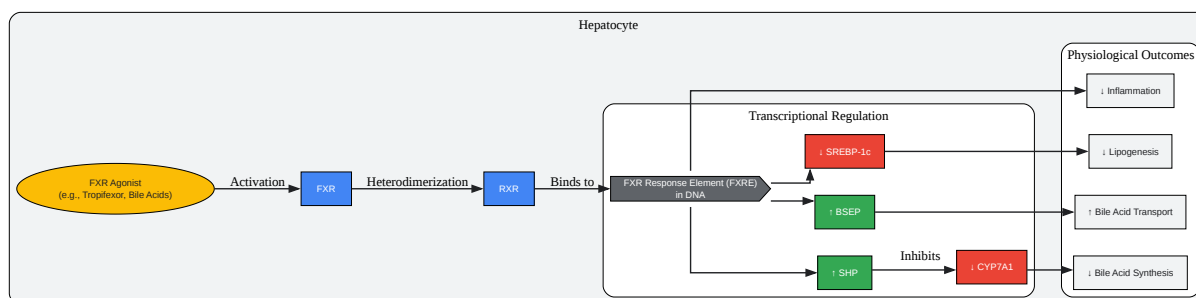 Hepatocyte
Physiological Outcomes
↓ Inflammation
Transcriptional Regulation
↓ SREBP-1c
↓ Lipogenesis
FXR Agonist
(e.g., Tropifexor, Bile Acids)
Activation
FXR
Heterodimerization
RXR
Binds to
FXR Response Element (FXRE)
in DNA
↑ BSEP
↑ Bile Acid Transport
↑ SHP
Inhibits
↓ CYP7A1
↓ Bile Acid Synthesis